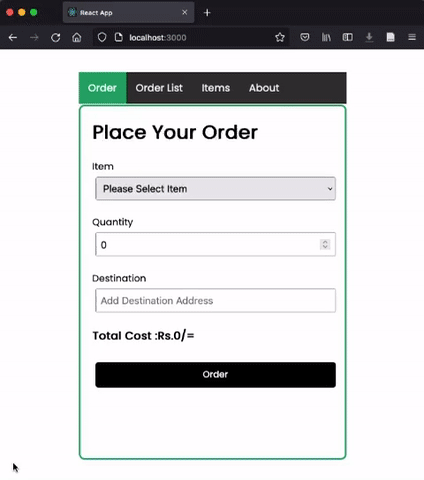 React App
localhost:3000
Order Order List Items About
Place Your Order
Item
Please Select Item
Quantity
0
Destination
Add Destination Address
Total Cost :Rs.0/=
Order